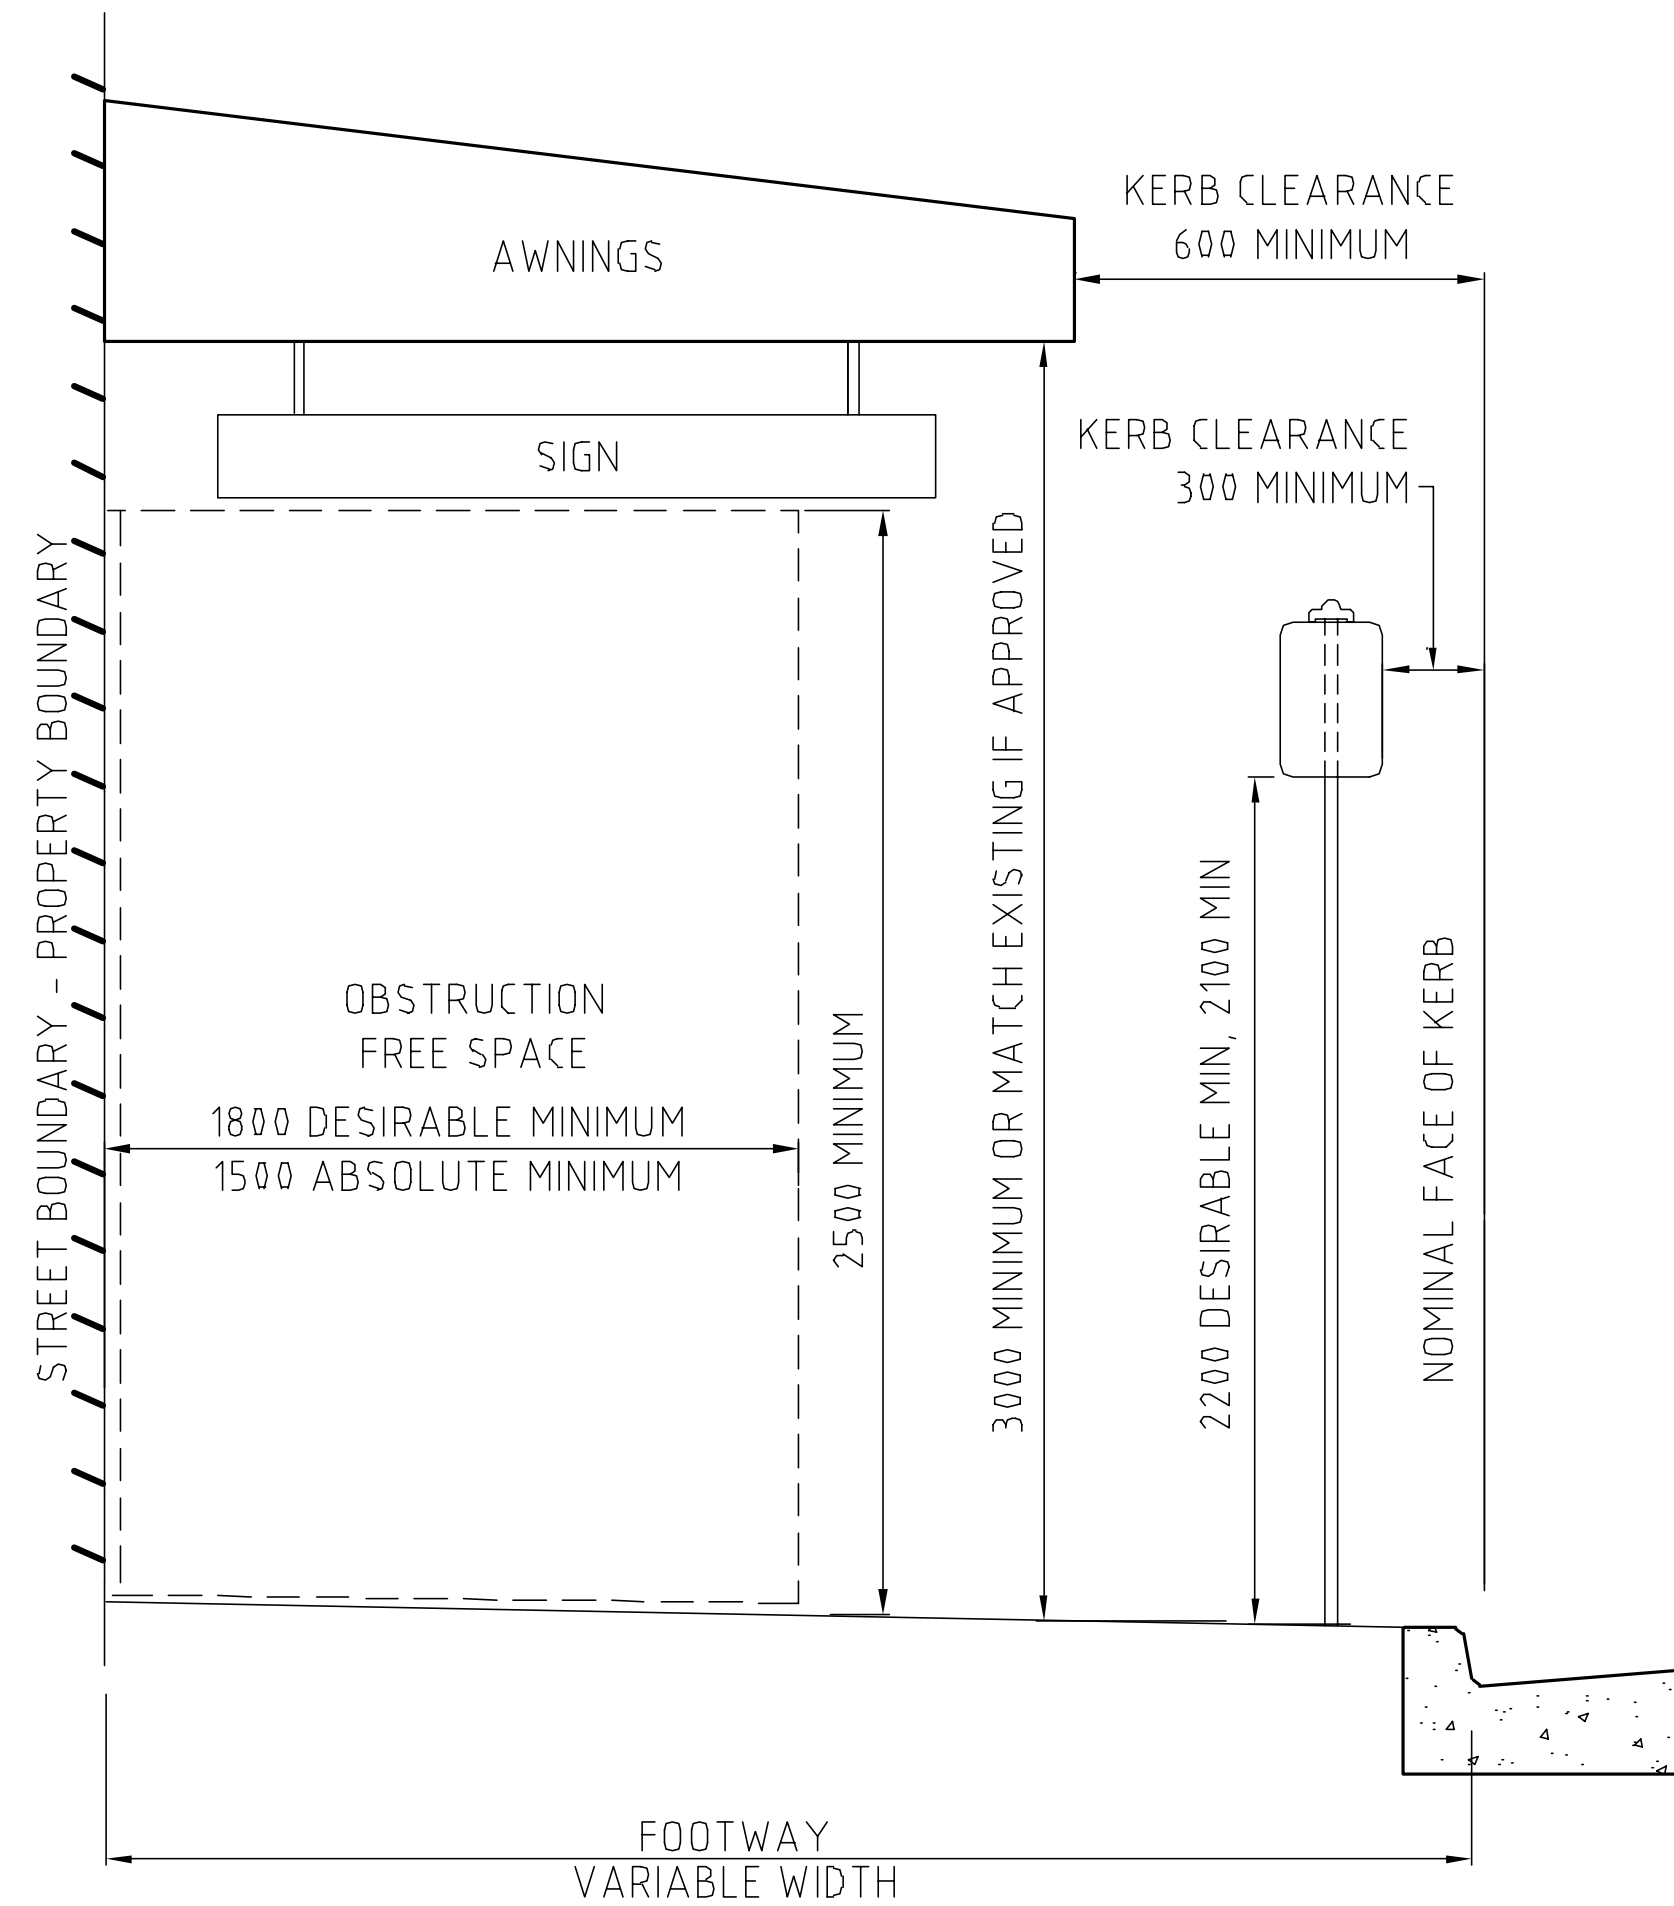 KERB CLEARANCE
600 MINIMUM
AWNINGS
KERB CLEARANCE
300 MINIMUM
SIGN
STREET BOUNDARY - PROPERTY BOUNDARY
OBSTRUCTION
FREE SPACE
1800 DESIRABLE MINIMUM
1500 ABSOLUTE MINIMUM
2500 MINIMUM
3000 MINIMUM OR MATCH EXISTING IF APPROVED
2200 DESIRABLE MIN, 2100 MIN
NOMINAL FACE OF KERB
FOOTWAY
VARIABLE WIDTH